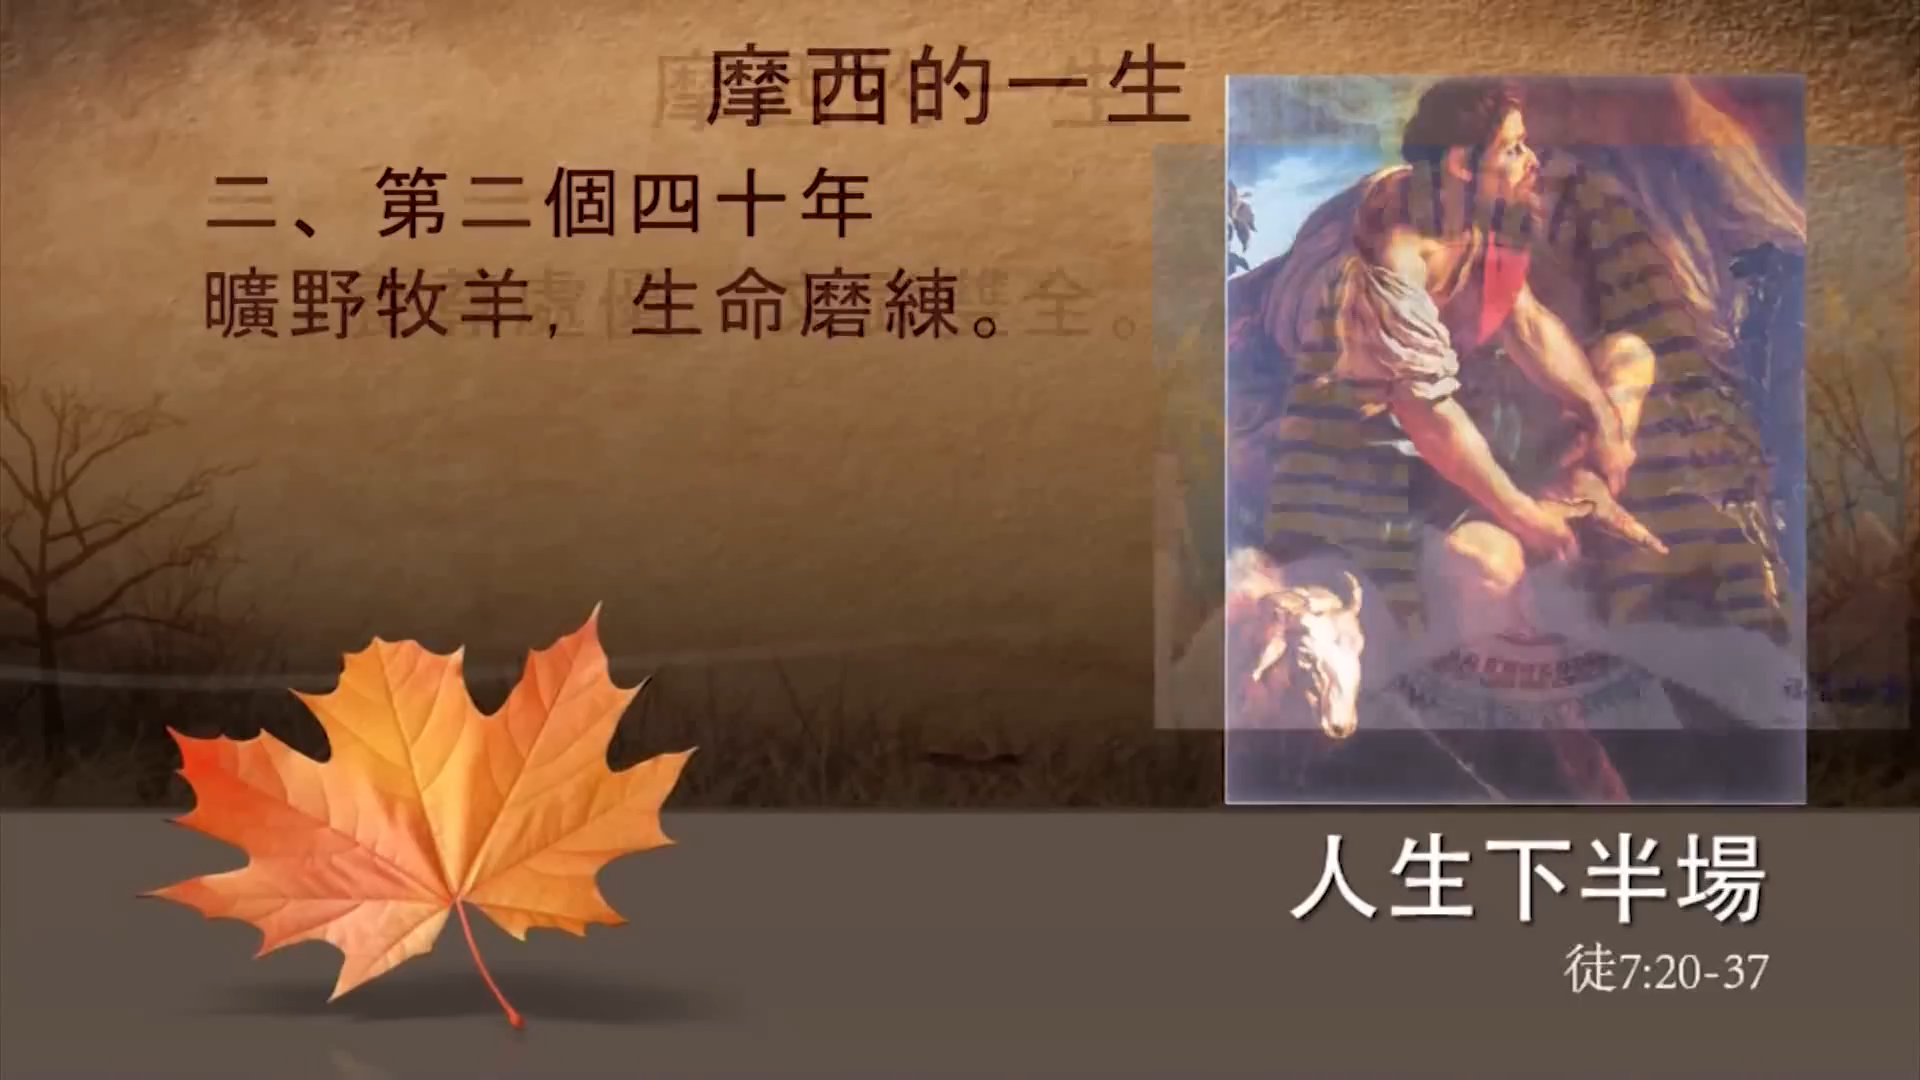 摩西的一生
二、第二個四十年
曠野牧羊，生命磨練。
人生下半場
徒7:20-37